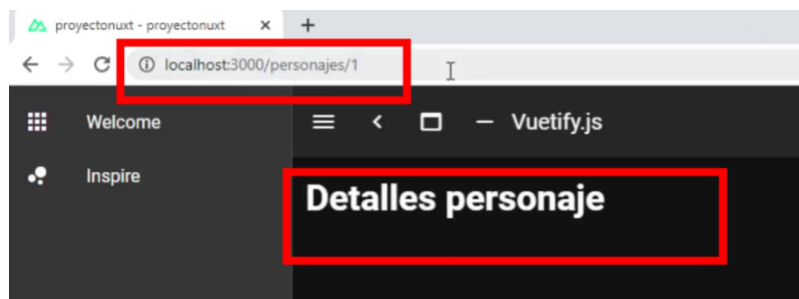 proyectonuxt - proyectonuxt
localhost:3000/personajes/1
Welcome
Vuetify.js
Inspire
Detalles personaje